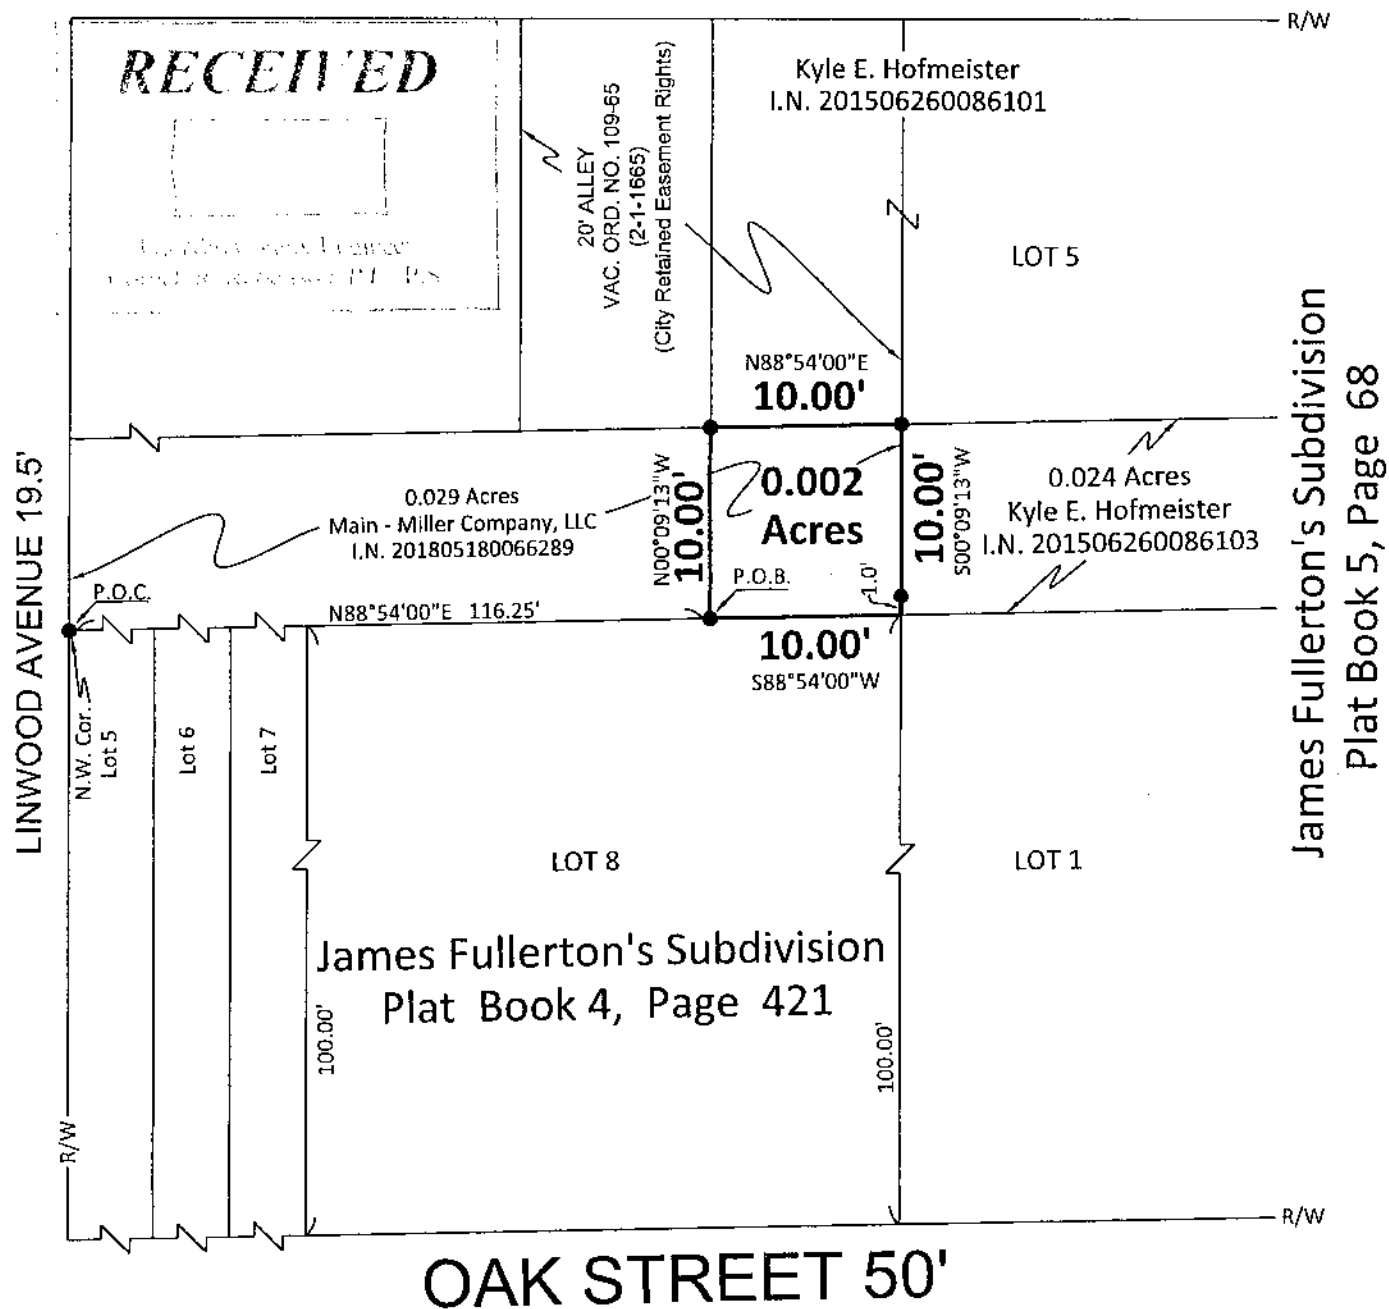 R/W
RECEIVED
Kyle E. Hofmeister
I.N. 201506260086101
20' ALLEY
VAC. ORD. NO. 109-65
(2-1-1665)
(City Retained Easement Rights)
LOT 5
N88°54'00"E
10.00'
James Fullerton's Subdivision
Plat Book 5, Page 68
LINWOOD AVENUE 19.5'
0.029 Acres
Main - Miller Company, LLC
I.N. 201805180066289
N00°09'13"W
10.00'
0.002
Acres
10.00'
S00°09'13"W
0.024 Acres
Kyle E. Hofmeister
I.N. 201506260086103
P.O.C.
P.O.B.
1.0'
N88°54'00"E 116.25'
10.00'
S88°54'00"W
N.W. Cor.
Lot 5
Lot 6
Lot 7
LOT 8
LOT 1
James Fullerton's Subdivision
Plat Book 4, Page 421
100.00'
100.00'
R/W
R/W
OAK STREET 50'